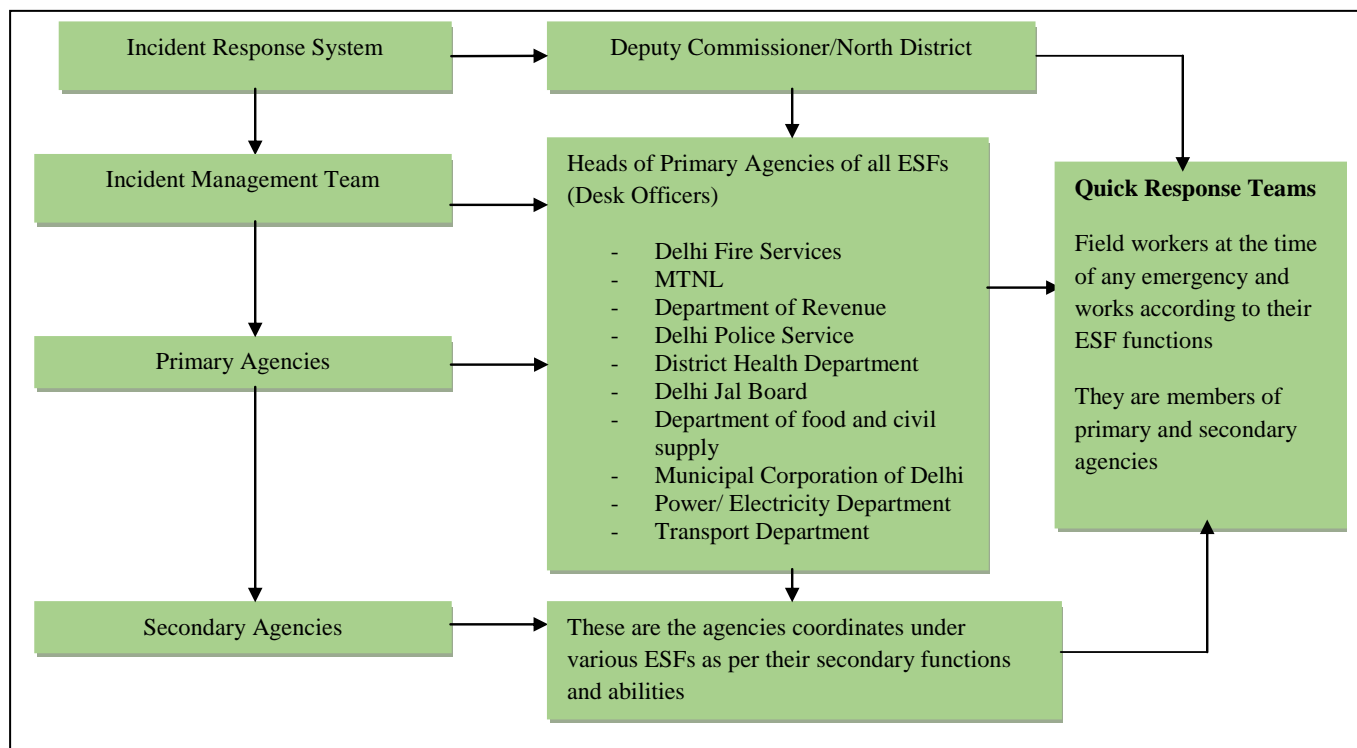 Incident Response System
Deputy Commissioner/North District
Incident Management Team
Heads of Primary Agencies of all ESFs
(Desk Officers)
- Delhi Fire Services
- MTNL
- Department of Revenue
- Delhi Police Service
- District Health Department
- Delhi Jal Board
- Department of food and civil
supply
- Municipal Corporation of Delhi
- Power/ Electricity Department
- Transport Department
Quick Response Teams
Field workers at the time
of any emergency and
works according to their
ESF functions
They are members of
primary and secondary
agencies
Primary Agencies
Secondary Agencies
These are the agencies coordinates under
various ESFs as per their secondary functions
and abilities